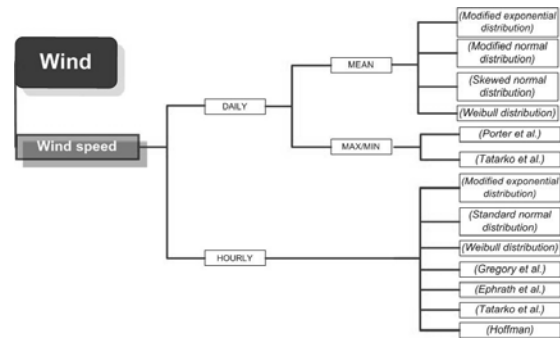 Wind
Wind speed
DAILY
MEAN
(Modified exponential
distribution)
(Modified normal
distribution)
(Skewed normal
distribution)
(Weibull distribution)
MAX/MIN
(Porter et al.)
(Tatarko et al.)
HOURLY
(Modified exponential
distribution)
(Standard normal
distribution)
(Weibull distribution)
(Gregory et al.)
(Ephrath et al.)
(Tatarko et al.)
(Hoffman)